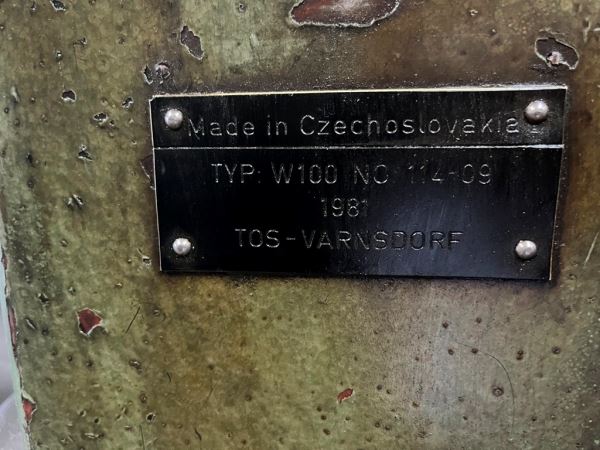 Made in Czechoslovakia
TYP: W100 NO 114-09
1981
TOS-VARNSDORF